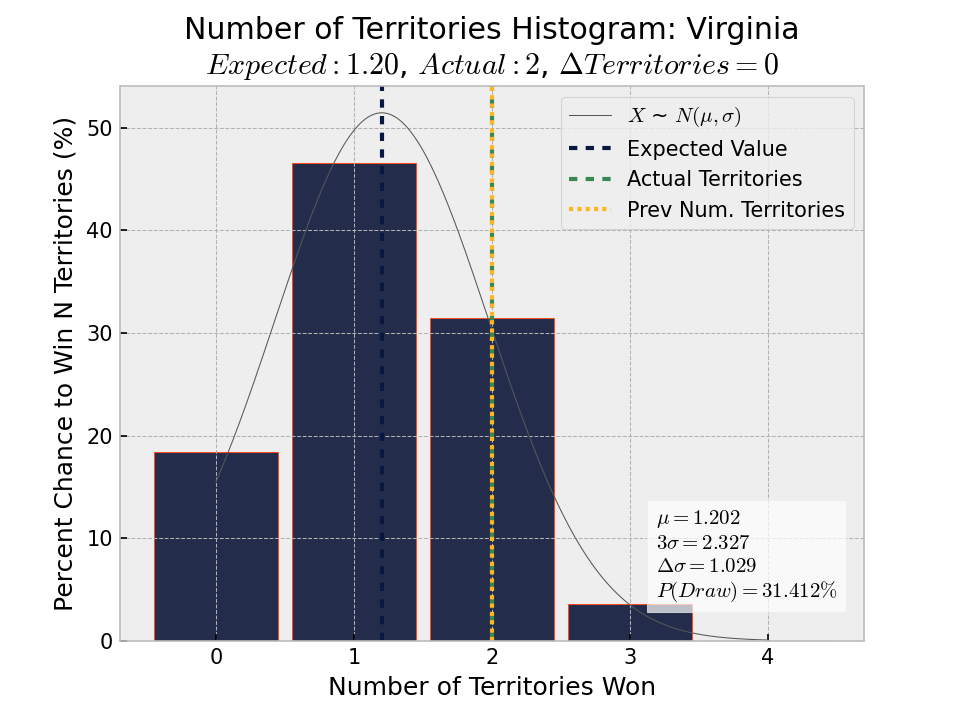 Number of Territories Histogram: Virginia
Expected : 1.20, Actual : 2, ΔTerritories = 0
Percent Chance to Win N Territories (%)
50
40
30
20
10
0
X ∼ N(μ, σ)
Expected Value
Actual Territories
Prev Num. Territories
μ = 1.202
3σ = 2.327
Δσ = 1.029
P(Draw) = 31.412%
0 1 2 3 4
Number of Territories Won